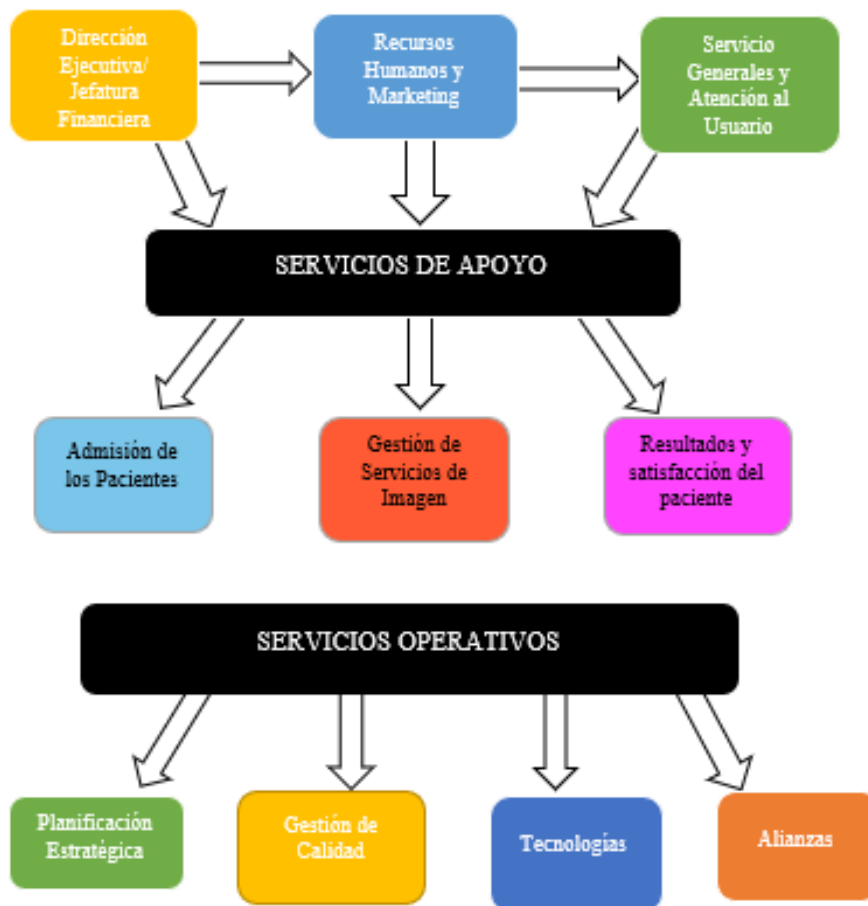 Dirección
Ejecutiva/
Jefatura
Financiera
Recursos
Humanos y
Marketing
Servicio
Generales y
Atención al
Usuario
SERVICIOS DE APOYO
Admisión de
los Pacientes
Gestión de
Servicios de
Imagen
Resultados y
satisfacción del
paciente
SERVICIOS OPERATIVOS
Planificación
Estratégica
Gestión de
Calidad
Tecnologías
Alianzas